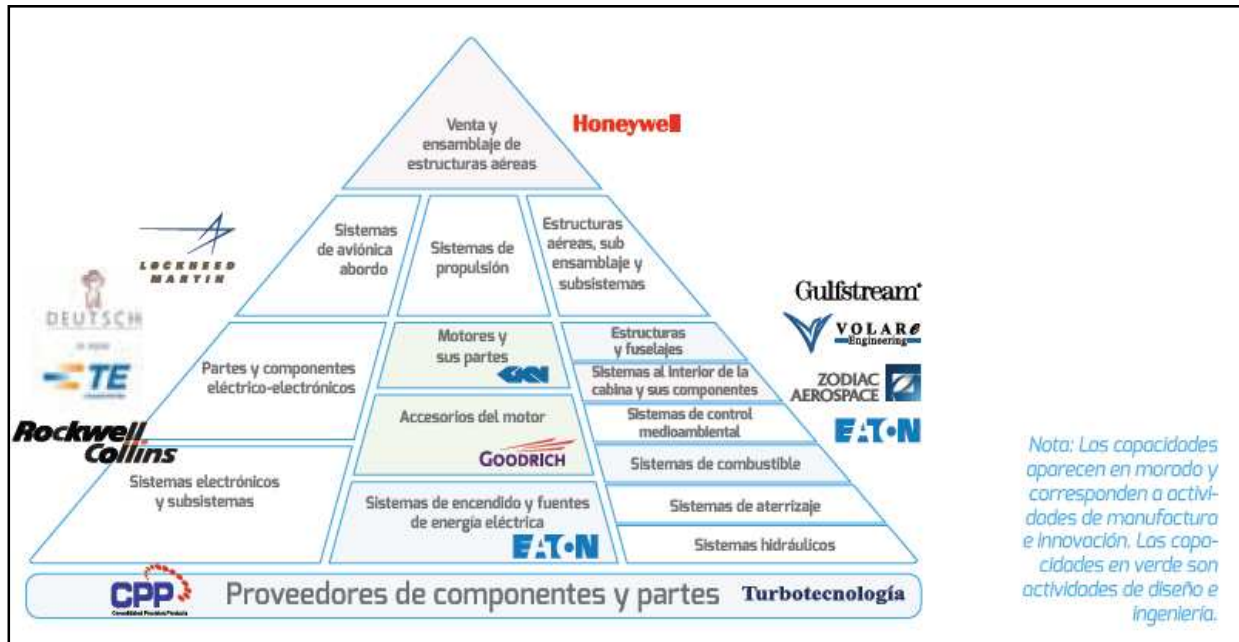 Venta y
ensamblaje de
estructuras aéreas
Honeywell
LOCKHEED
MARTIN
Sistemas
de aviónica
abordo
Sistemas de
propulsión
Estructuras
aéreas, sub
ensamblaje y
subsistemas
DEUTSCH
TE
Rockwell
Collins
Gulfstream
VOLARe
Engineering
ZODIAC
AEROSPACE
EATON
Partes y componentes
eléctrico-electrónicos
Motores y
sus partes
GKN
Estructuras
y fuselajes
Sistemas al interior de la
cabina y sus componentes
Accesorios del motor
GOODRICH
Sistemas de control
medioambiental
Sistemas electrónicos
y subsistemas
Sistemas de combustible
Sistemas de encendido y fuentes
de energía eléctrica
EATON
Sistemas de aterrizaje
Sistemas hidráulicos
CPP
Proveedores de componentes y partes
Turbotecnología
Nota: Las capacidades
aparecen en morado y
corresponden a activi-
dades de manufactura
e innovación. Las capa-
cidades en verde son
actividades de diseño e
ingeniería.